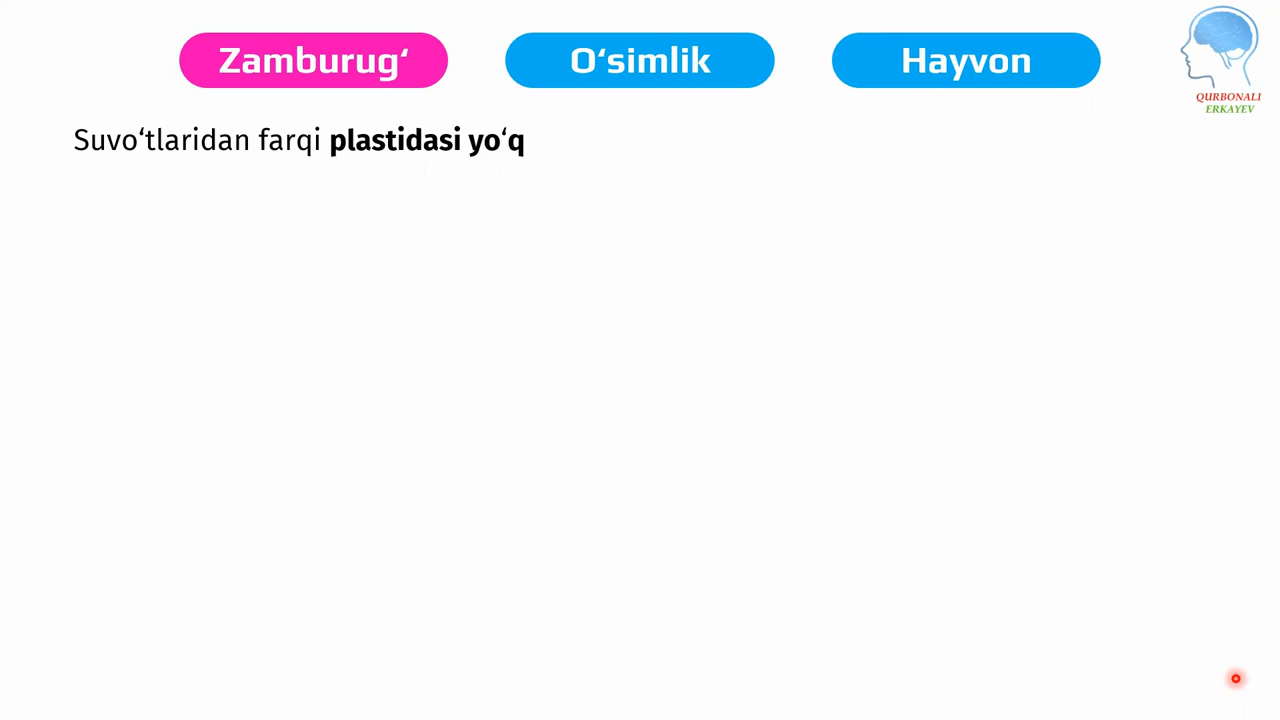 Zamburug‘ O‘simlik Hayvon
QURBONALI
ERKAYEV
Suvo‘tlaridan farqi plastidasi yo‘q